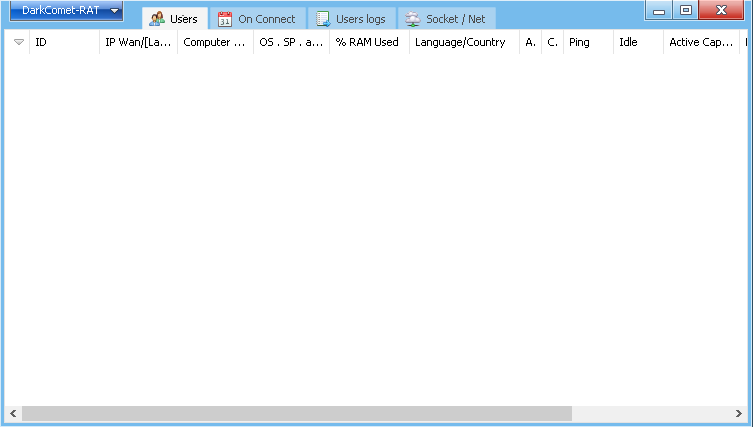 DarkComet-RAT Users On Connect Users logs Socket / Net
ID IP Wan/[La... Computer ... OS . SP . a... % RAM Used Language/Country A. C. Ping Idle Active Cap...